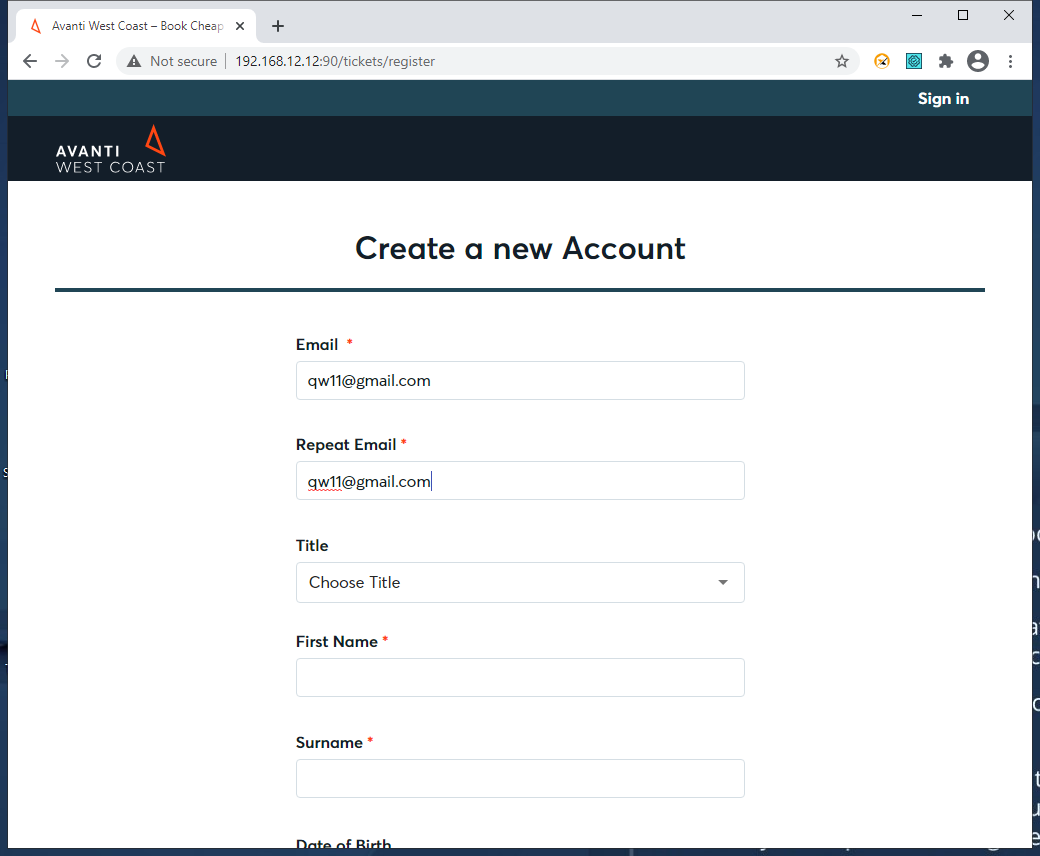 Avanti West Coast – Book Cheap
Not secure
192.168.12.12:90/tickets/register
Sign in
AVANTI
WEST COAST
Create a new Account
Email *
qw11@gmail.com
Repeat Email *
qw11@gmail.com
Title
Choose Title
First Name *
Surname *
Date of Birth